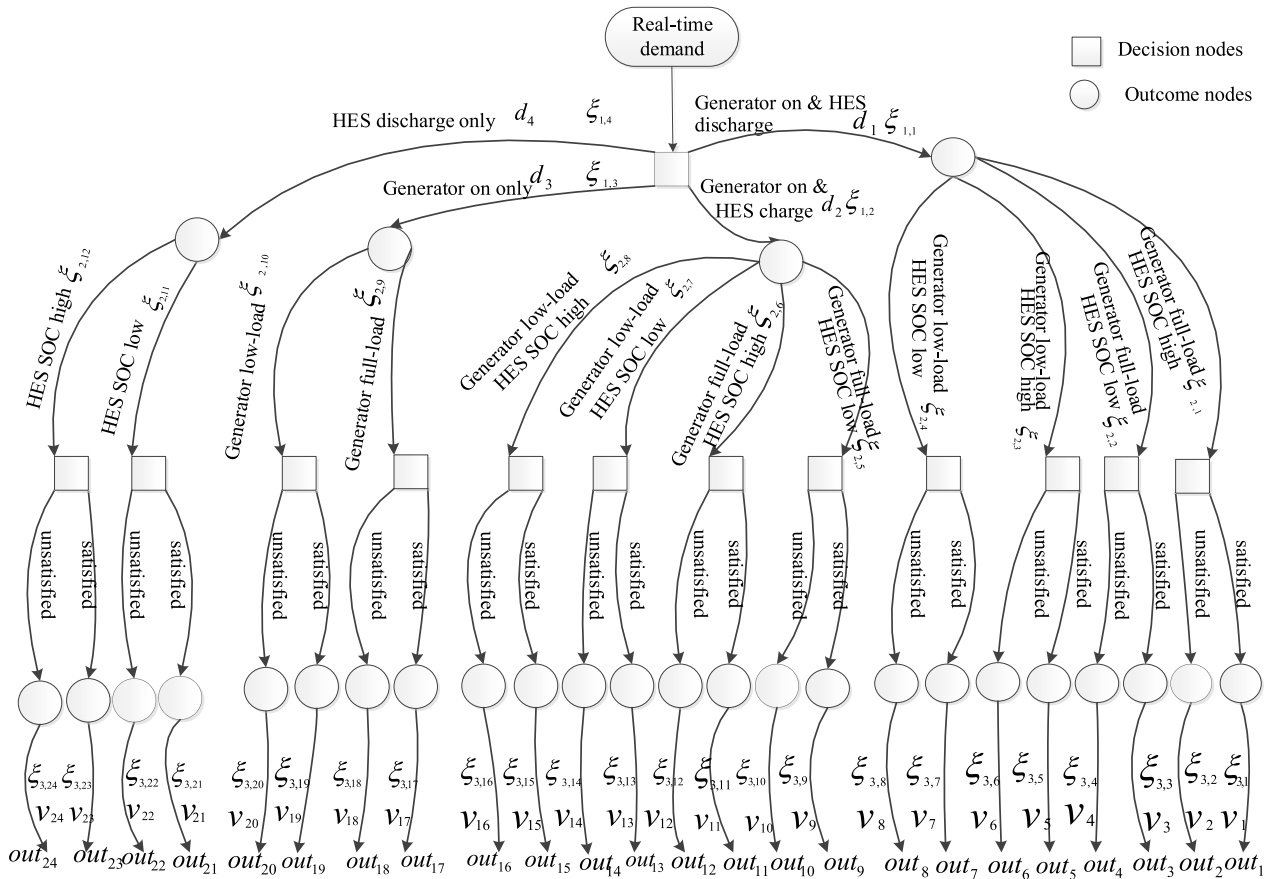 Real-time
demand
Decision nodes
Outcome nodes
HES discharge only d₄ ξ₁,₄
Generator on & HES
discharge d₁ ξ₁,₁
Generator on only d₃ ξ₁,₃
Generator on &
HES charge d₂ ξ₁,₂
HES SOC high ξ₂,₁₂
HES SOC low ξ₂,₁₁
Generator low-load ξ₂,₁₀
Generator full-load ξ₂,₉
Generator low-load
HES SOC high ξ₂,₈
Generator low-load
HES SOC low ξ₂,₇
Generator full-load
HES SOC high ξ₂,₆
Generator full-load
HES SOC low ξ₂,₅
Generator low-load
HES SOC low ξ₂,₄
Generator low-load
HES SOC high ξ₂,₃
Generator full-load
HES SOC low ξ₂,₂
Generator full-load
HES SOC high ξ₂,₁
unsatisfied satisfied unsatisfied satisfied unsatisfied satisfied unsatisfied satisfied unsatisfied satisfied unsatisfied satisfied unsatisfied satisfied unsatisfied satisfied unsatisfied satisfied unsatisfied satisfied unsatisfied satisfied unsatisfied satisfied
ξ₃,₂₄ ξ₃,₂₃ ξ₃,₂₂ ξ₃,₂₁ ξ₃,₂₀ ξ₃,₁₉ ξ₃,₁₈ ξ₃,₁₇ ξ₃,₁₆ ξ₃,₁₅ ξ₃,₁₄ ξ₃,₁₃ ξ₃,₁₂ ξ₃,₁₁ ξ₃,₁₀ ξ₃,₉ ξ₃,₈ ξ₃,₇ ξ₃,₆ ξ₃,₅ ξ₃,₄ ξ₃,₃ ξ₃,₂ ξ₃,₁
v₂₄ v₂₃ v₂₂ v₂₁ v₂₀ v₁₉ v₁₈ v₁₇ v₁₆ v₁₅ v₁₄ v₁₃ v₁₂ v₁₁ v₁₀ v₉ v₈ v₇ v₆ v₅ v₄ v₃ v₂ v₁
out₂₄ out₂₃ out₂₂ out₂₁ out₂₀ out₁₉ out₁₈ out₁₇ out₁₆ out₁₅ out₁₄ out₁₃ out₁₂ out₁₁ out₁₀ out₉ out₈ out₇ out₆ out₅ out₄ out₃ out₂ out₁